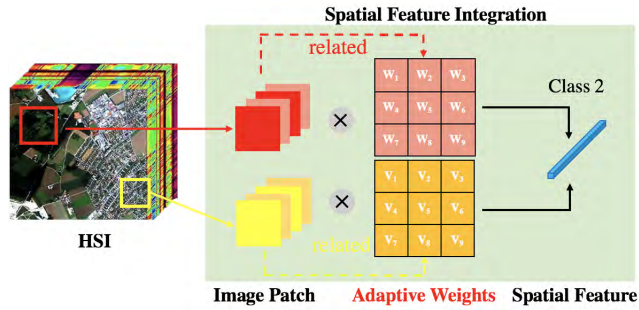 Spatial Feature Integration
related
W1 W2 W3
W4 W5 W6
W7 W8 W9
Class 2
V1 V2 V3
V4 V5 V6
V7 V8 V9
related
HSI
Image Patch Adaptive Weights Spatial Feature